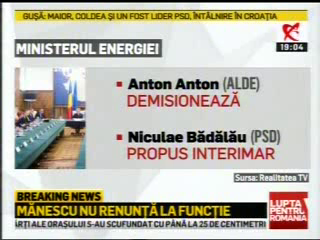 GUȘĂ: MAIOR, COLDEA ȘI UN FOST LIDER PSD, ÎNTÂLNIRE ÎN CROAȚIA
MINISTERUL ENERGIEI
19:04
Anton Anton (ALDE)
DEMISIONEAZĂ
Niculae Bădălău (PSD)
PROPUS INTERIMAR
Sursa: Realitatea TV
BREAKING NEWS
MĂNESCU NU RENUNȚĂ LA FUNCȚIE
LUPTA
PENTRU
ROMÂNIA
ĂRȚI ALE ORAȘULUI S-AU SCUFUNDAT CU PÂNĂ LA 25 DE CENTIMETRI